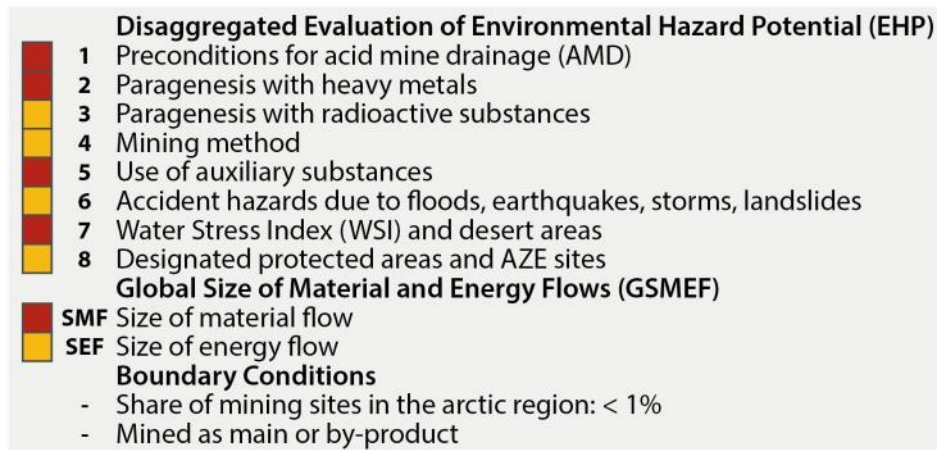 Disaggregated Evaluation of Environmental Hazard Potential (EHP)
1 Preconditions for acid mine drainage (AMD)
2 Paragenesis with heavy metals
3 Paragenesis with radioactive substances
4 Mining method
5 Use of auxiliary substances
6 Accident hazards due to floods, earthquakes, storms, landslides
7 Water Stress Index (WSI) and desert areas
8 Designated protected areas and AZE sites
Global Size of Material and Energy Flows (GSMEF)
SMF Size of material flow
SEF Size of energy flow
Boundary Conditions
- Share of mining sites in the arctic region: < 1%
- Mined as main or by-product